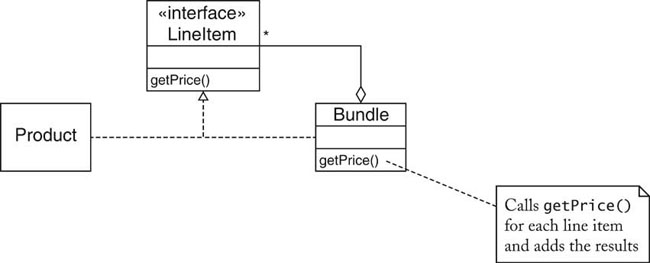 «interface»
LineItem
*
getPrice()
Product
Bundle
getPrice()
Calls getPrice()
for each line item
and adds the results